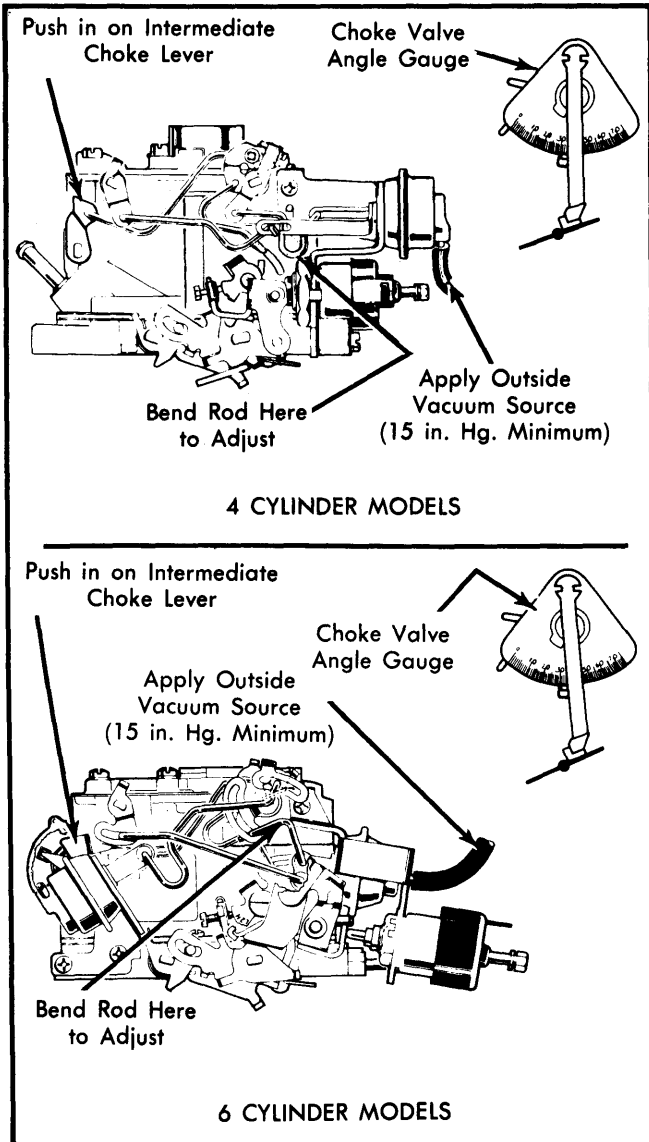 Push in on Intermediate
Choke Lever
Choke Valve
Angle Gauge
Bend Rod Here
to Adjust
Apply Outside
Vacuum Source
(15 in. Hg. Minimum)
4 CYLINDER MODELS
Push in on Intermediate
Choke Lever
Choke Valve
Angle Gauge
Apply Outside
Vacuum Source
(15 in. Hg. Minimum)
Bend Rod Here
to Adjust
6 CYLINDER MODELS